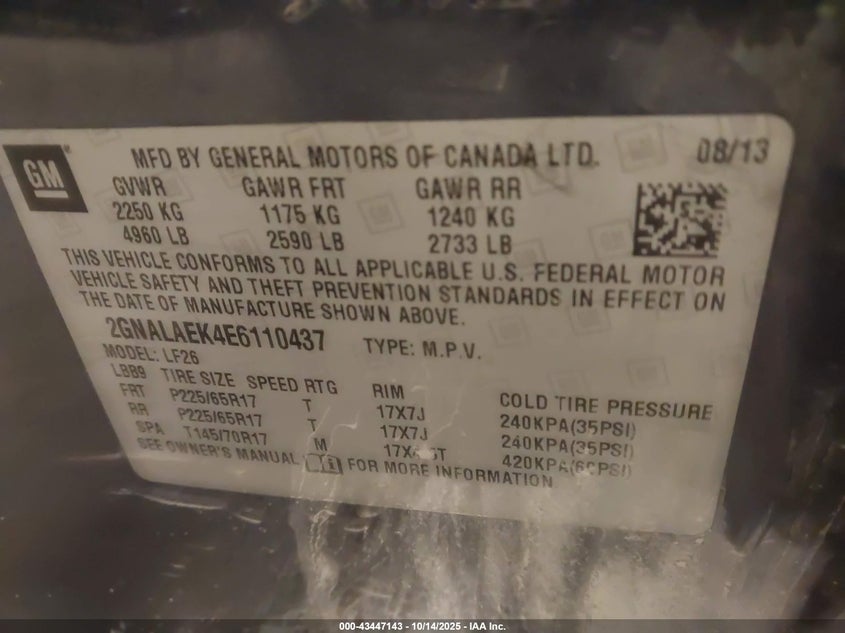 GM
MFD BY GENERAL MOTORS OF CANADA LTD. 08/13
GVWR GAWR FRT GAWR RR
2250 KG 1175 KG 1240 KG
4960 LB 2590 LB 2733 LB
THIS VEHICLE CONFORMS TO ALL APPLICABLE U.S. FEDERAL MOTOR
VEHICLE SAFETY AND THEFT PREVENTION STANDARDS IN EFFECT ON
THE DATE OF MANUFACTURE SHOWN ABOVE.
2GNALAEK4E6110437 TYPE: M.P.V.
MODEL: LF26
LBB9 TIRE SIZE SPEED RTG RIM COLD TIRE PRESSURE
FRT P225/65R17 T 17X7J 240KPA(35PSI)
RR P225/65R17 T 17X7J 240KPA(35PSI)
SPA T145/70R17 M 420KPA(60PSI)
SEE OWNER'S MANUAL FOR MORE INFORMATION
000-43447143 - 10/14/2025 - IAA Inc.